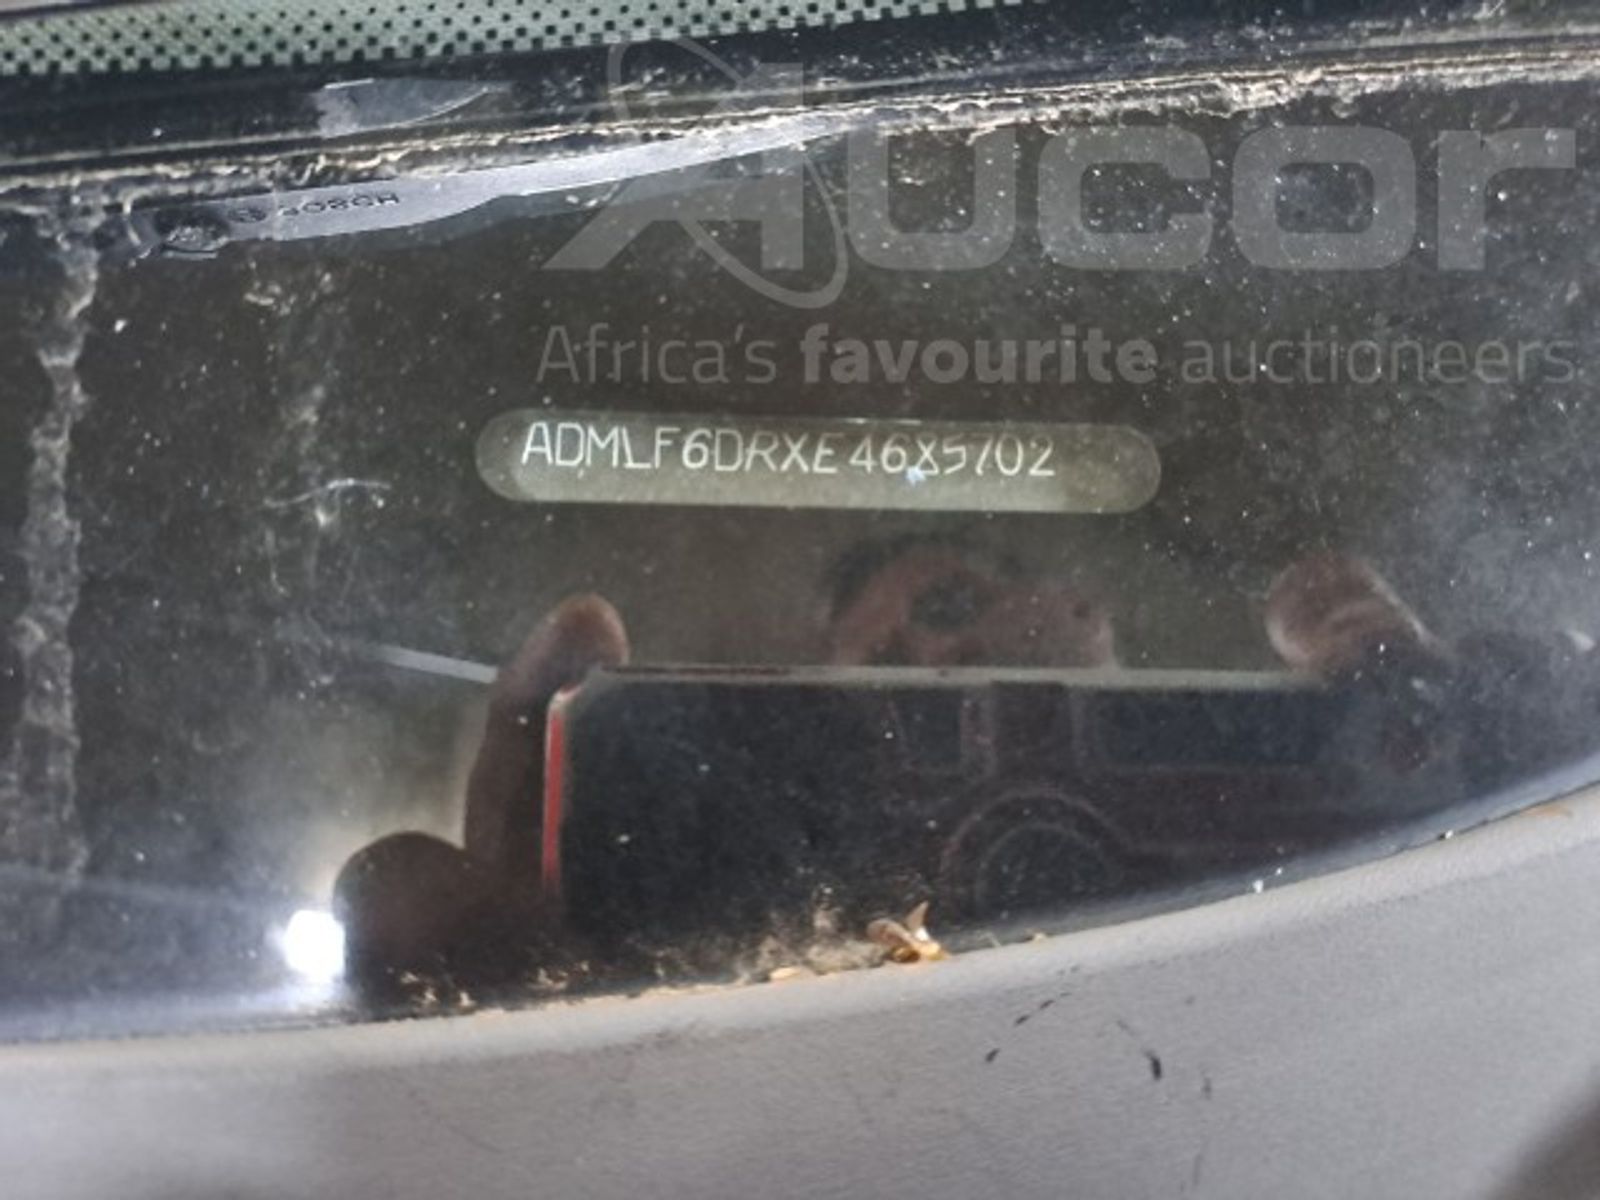 Aucor
Africa's favourite auctioneers
BOSCH
ADMLF6DRXE4685702